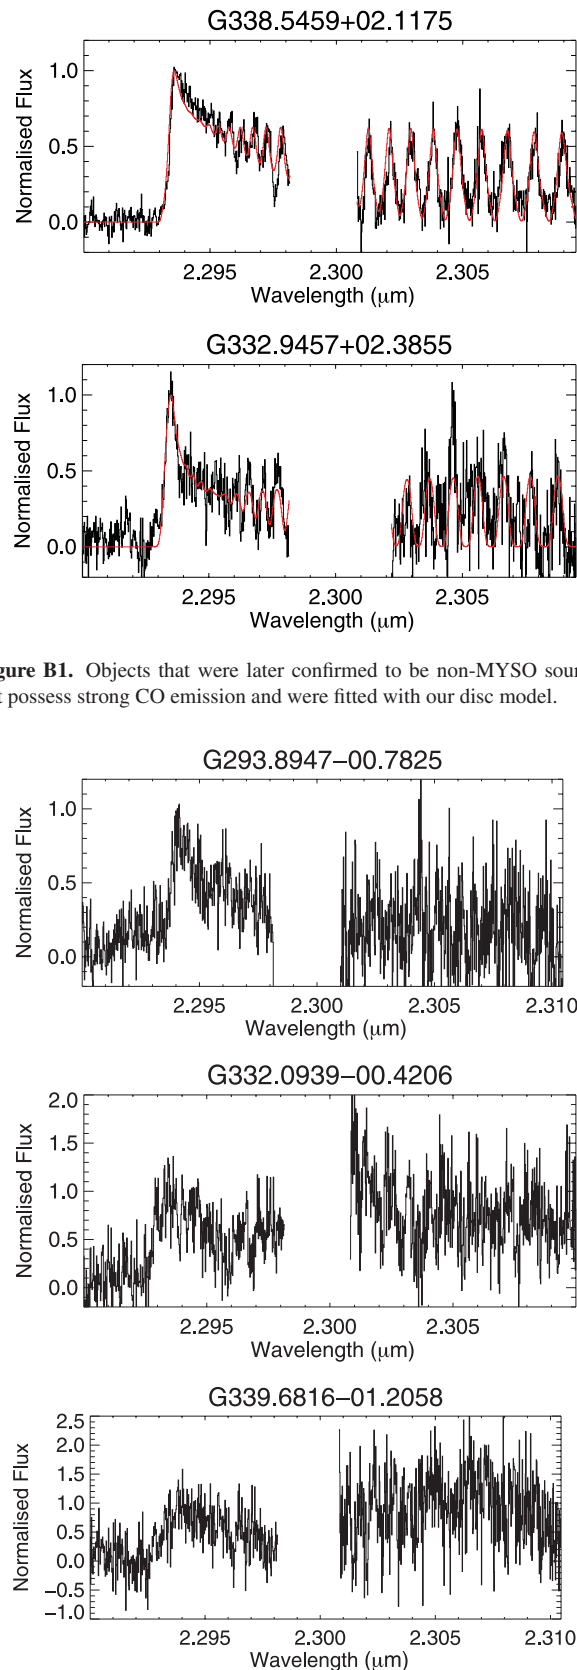 G338.5459+02.1175
Normalised Flux
1.0
0.5
0.0
2.295 2.300 2.305
Wavelength (μm)
G332.9457+02.3855
Normalised Flux
1.0
0.5
0.0
2.295 2.300 2.305
Wavelength (μm)
gure B1. Objects that were later confirmed to be non-MYSO sour
t possess strong CO emission and were fitted with our disc model.
G293.8947−00.7825
Normalised Flux
1.0
0.5
0.0
2.295 2.300 2.305 2.310
Wavelength (μm)
G332.0939−00.4206
Normalised Flux
2.0
1.5
1.0
0.5
0.0
2.295 2.300 2.305
Wavelength (μm)
G339.6816−01.2058
Normalised Flux
2.5
2.0
1.5
1.0
0.5
0.0
−0.5
−1.0
2.295 2.300 2.305 2.310
Wavelength (μm)